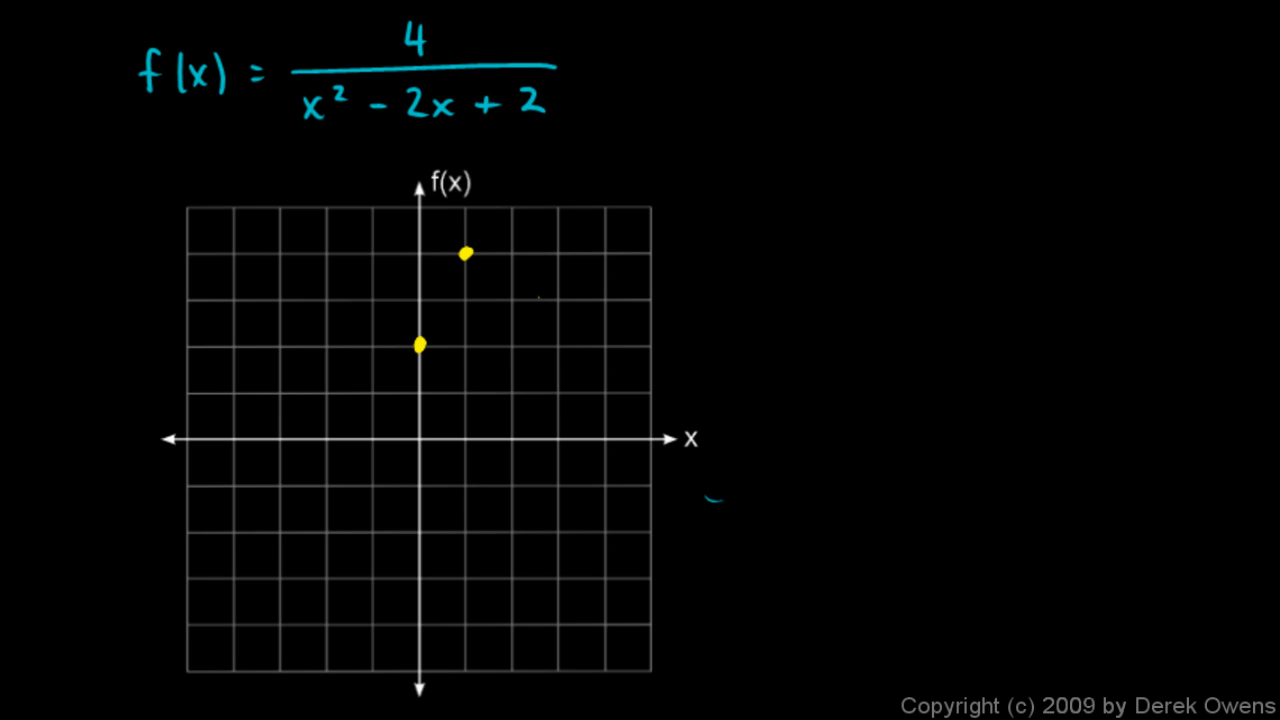 f(x) = 4 / (x² - 2x + 2)
f(x)
x
Copyright (c) 2009 by Derek Owens